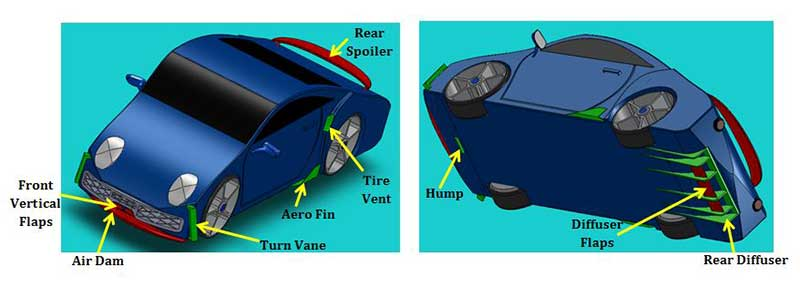 Rear
Spoiler
Tire
Vent
Front
Vertical
Flaps
Aero Fin
Turn Vane
Air Dam
Hump
Diffuser
Flaps
Rear Diffuser